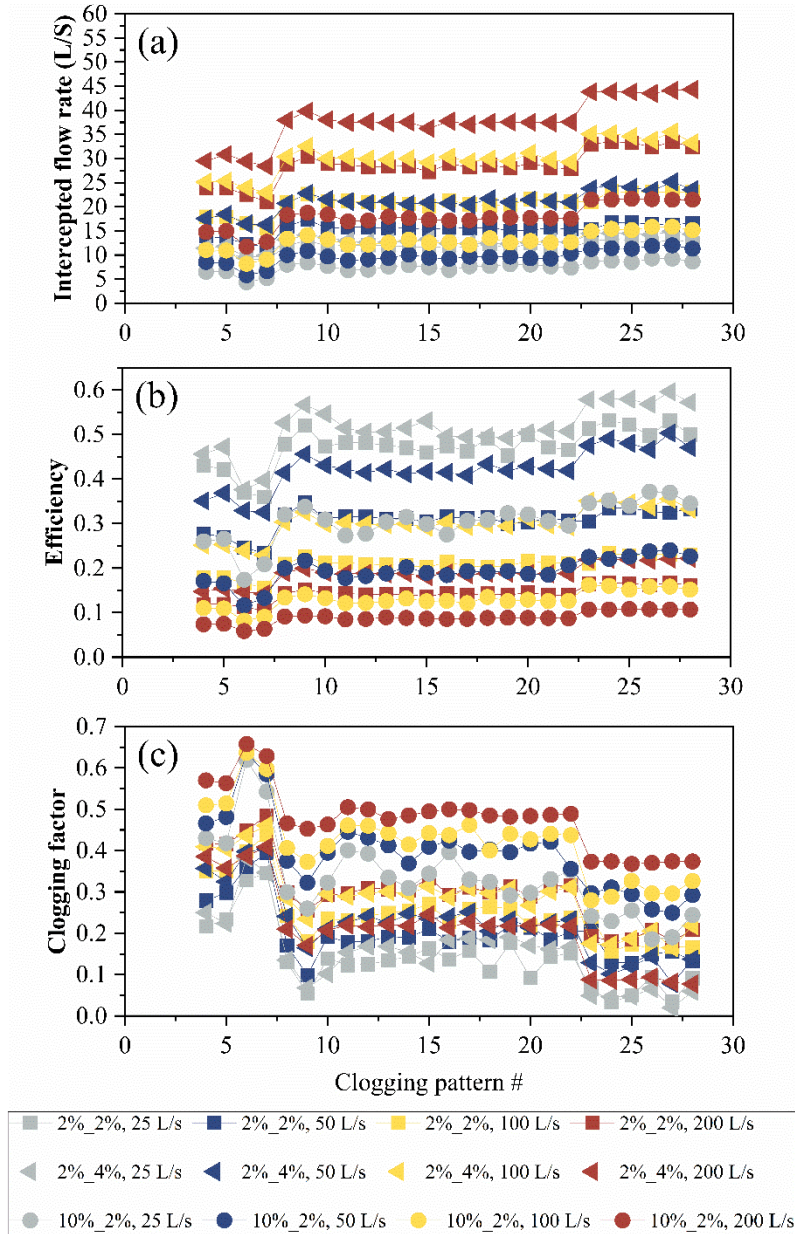 (a)
Intercepted flow rate (L/S)
60
55
50
45
40
35
30
25
20
15
10
5
0
0 5 10 15 20 25 30
(b)
Efficiency
0.6
0.5
0.4
0.3
0.2
0.1
0.0
0 5 10 15 20 25 30
(c)
Clogging factor
0.7
0.6
0.5
0.4
0.3
0.2
0.1
0.0
0 5 10 15 20 25 30
Clogging pattern #
2%_2%, 25 L/s 2%_2%, 50 L/s 2%_2%, 100 L/s 2%_2%, 200 L/s
2%_4%, 25 L/s 2%_4%, 50 L/s 2%_4%, 100 L/s 2%_4%, 200 L/s
10%_2%, 25 L/s 10%_2%, 50 L/s 10%_2%, 100 L/s 10%_2%, 200 L/s